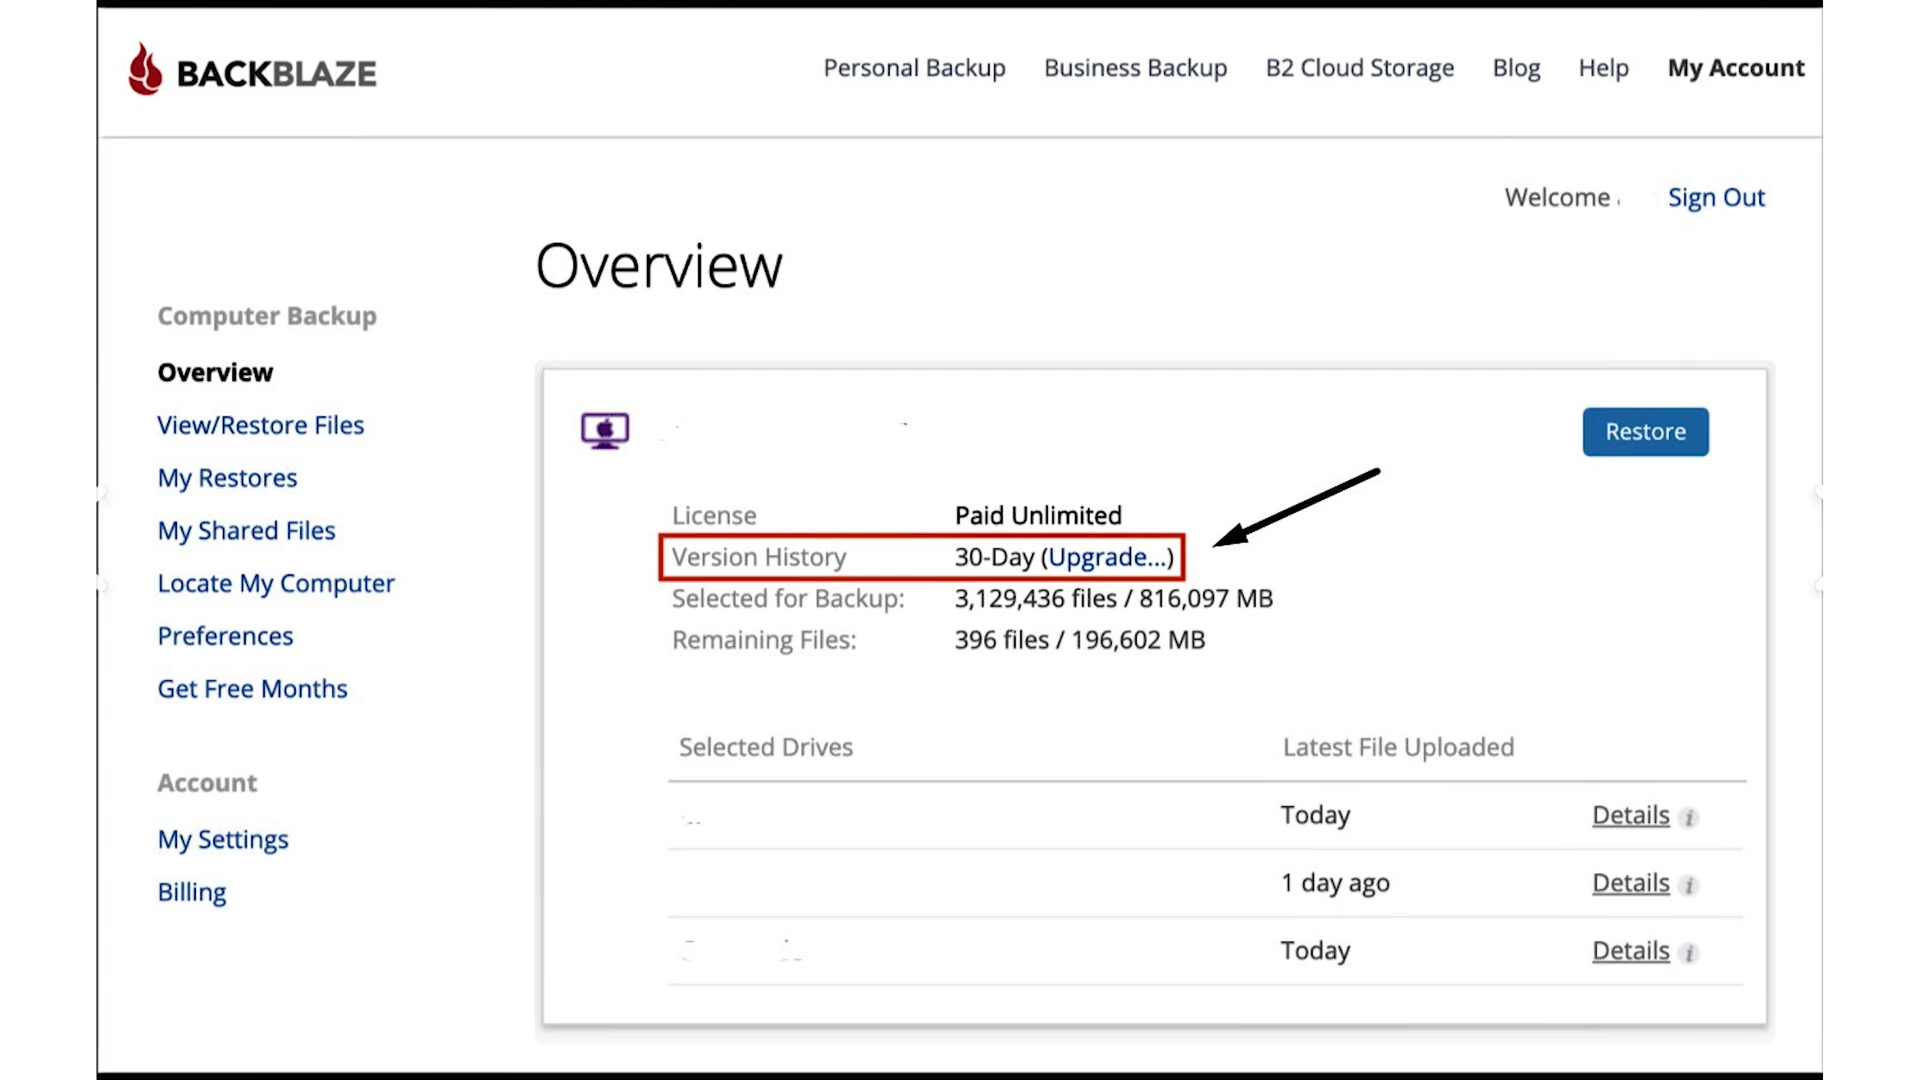 BACKBLAZE
Personal Backup Business Backup B2 Cloud Storage Blog Help My Account
Welcome Sign Out
Overview
Computer Backup
Overview
View/Restore Files
My Restores
My Shared Files
Locate My Computer
Preferences
Get Free Months
Account
My Settings
Billing
Restore
License Paid Unlimited
Version History 30-Day (Upgrade...)
Selected for Backup: 3,129,436 files / 816,097 MB
Remaining Files: 396 files / 196,602 MB
Selected Drives Latest File Uploaded
Today Details i
1 day ago Details i
Today Details i